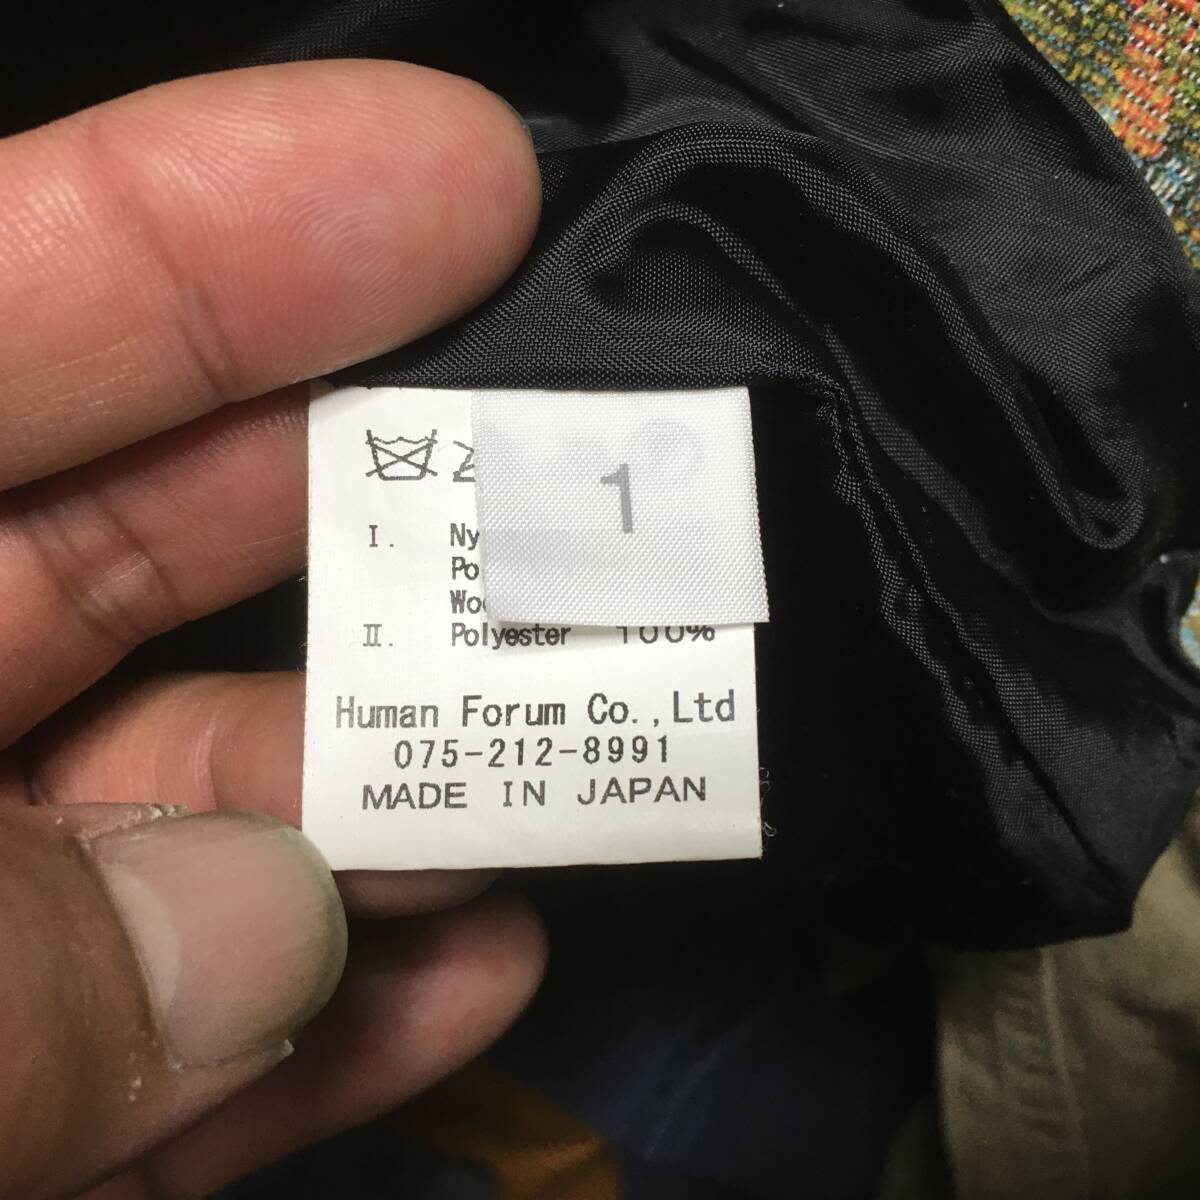 1
I.
II. Polyester 100%
Human Forum Co., Ltd
075-212-8991
MADE IN JAPAN